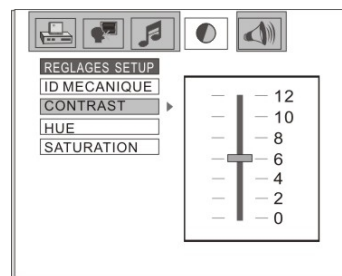 REGLAGES SETUP
ID MECANIQUE
CONTRAST
HUE
SATURATION
12
10
8
6
4
2
0